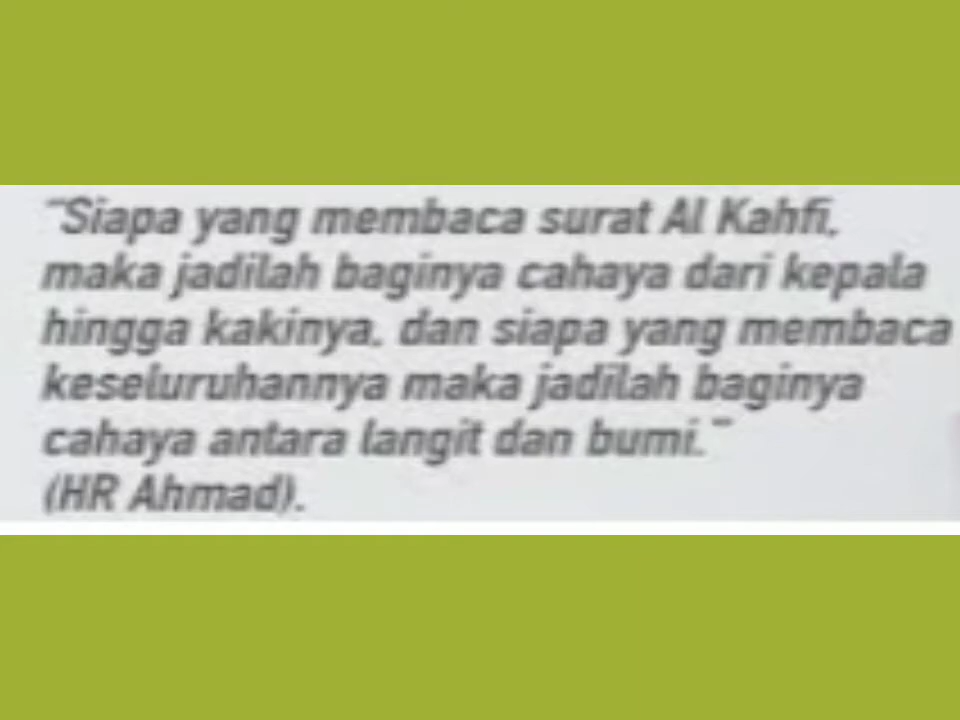 "Siapa yang membaca surat Al Kahfi,
maka jadilah baginya cahaya dari kepala
hingga kakinya, dan siapa yang membaca
keseluruhannya maka jadilah baginya
cahaya antara langit dan bumi."
(HR Ahmad).